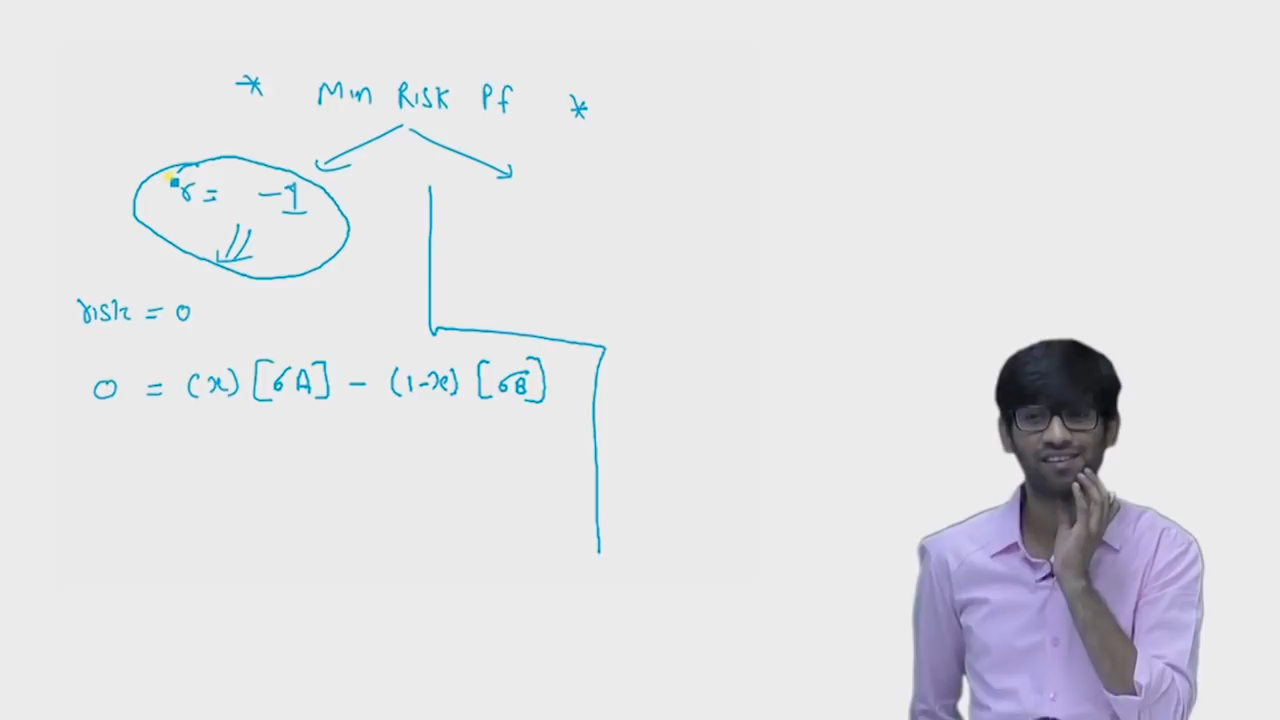 * Min Risk Pf *
r = -1
risk = 0
0 = (x) [σA] - (1-x) [σB]